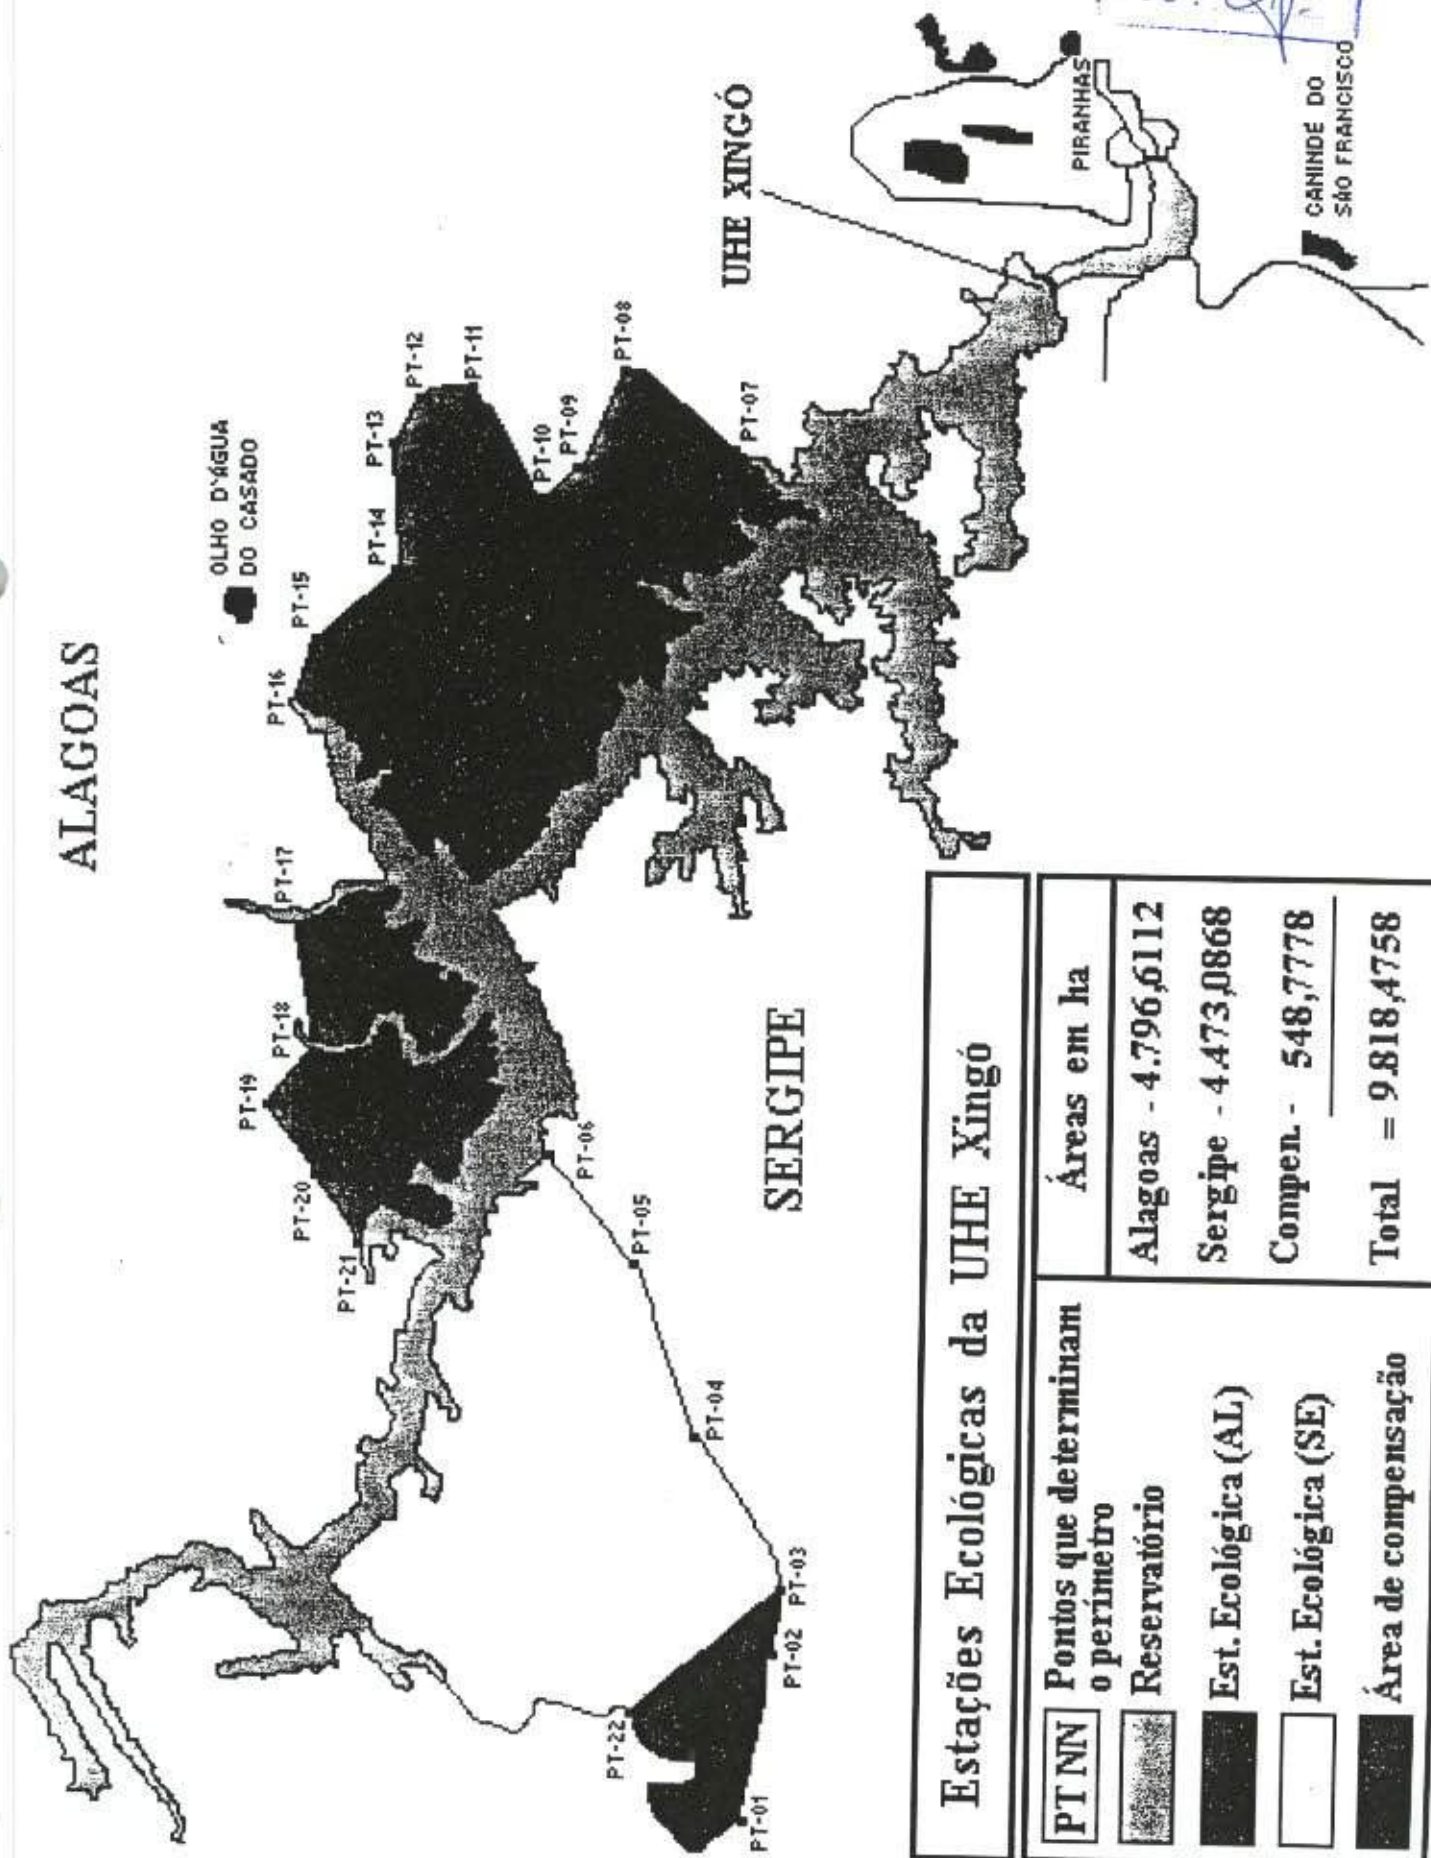 ALAGOAS
OLHO D'ÁGUA
DO CASADO
UHE XINGÓ
PIRANHAS
CANINDE DO
SÃO FRANCISCO
SERGIPE
PT-01
PT-02
PT-03
PT-04
PT-05
PT-06
PT-07
PT-08
PT-09
PT-10
PT-11
PT-12
PT-13
PT-14
PT-15
PT-16
PT-17
PT-18
PT-19
PT-20
PT-21
PT-22
Estações Ecológicas da UHE Xingó
PT NN Pontos que determinam
o perímetro
Reservatório
Est. Ecológica (AL)
Est. Ecológica (SE)
Área de compensação
Áreas em ha
Alagoas - 4.796,6112
Sergipe - 4.473,0868
Compen. - 548,7778
Total = 9.818,4758